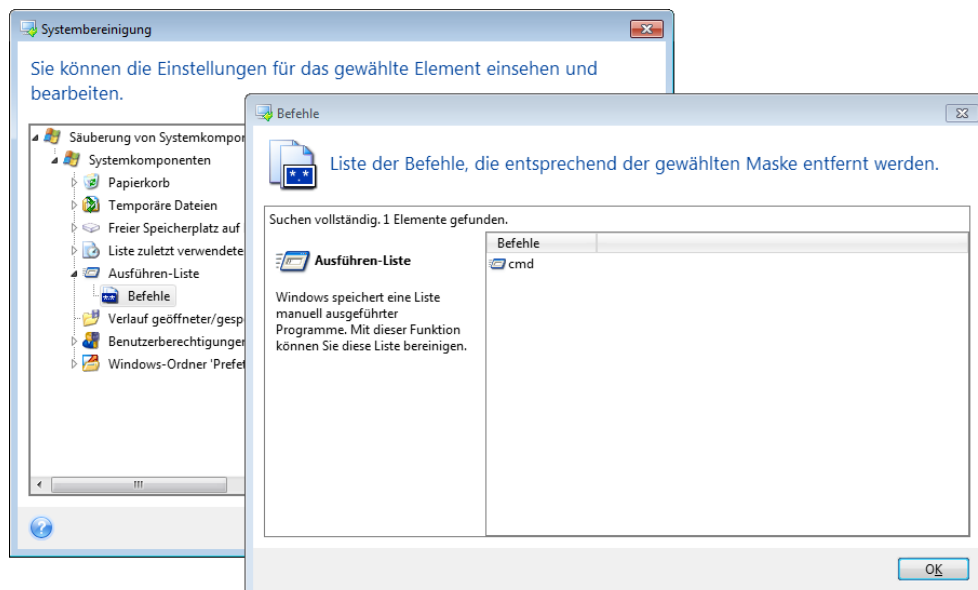 Systembereinigung
Sie können die Einstellungen für das gewählte Element einsehen und
bearbeiten.
Säuberung von Systemkompor
Systemkomponenten
Papierkorb
Temporäre Dateien
Freier Speicherplatz auf
Liste zuletzt verwendete
Ausführen-Liste
Befehle
Verlauf geöffneter/gesp
Benutzerberechtigunger
Windows-Ordner 'Prefet
Befehle
Liste der Befehle, die entsprechend der gewählten Maske entfernt werden.
Suchen vollständig. 1 Elemente gefunden.
Ausführen-Liste
Windows speichert eine Liste
manuell ausgeführter
Programme. Mit dieser Funktion
können Sie diese Liste bereinigen.
Befehle
cmd
OK